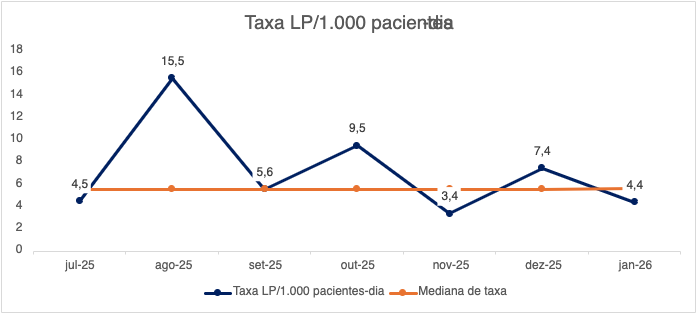 Taxa LP/1.000 pacientes-dia
18
16
14
12
10
8
6
4
2
0
4,5
15,5
5,6
9,5
3,4
7,4
4,4
jul-25
ago-25
set-25
out-25
nov-25
dez-25
jan-26
Taxa LP/1.000 pacientes-dia
Mediana de taxa